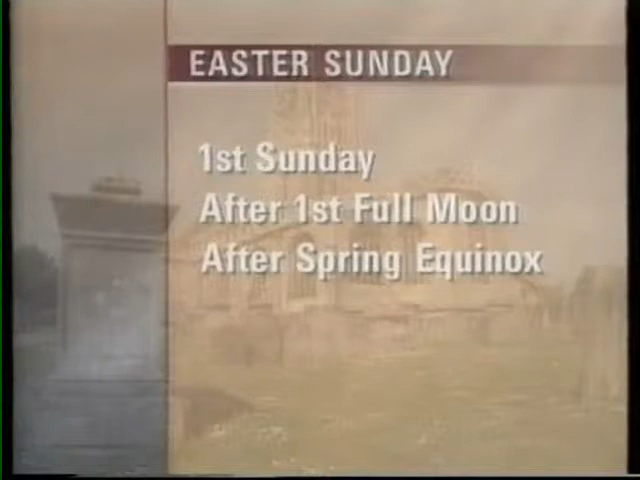 EASTER SUNDAY
1st Sunday
After 1st Full Moon
After Spring Equinox